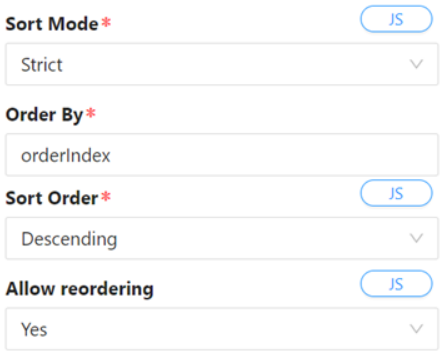 Sort Mode*
JS
Strict
Order By*
orderIndex
Sort Order*
JS
Descending
Allow reordering
JS
Yes